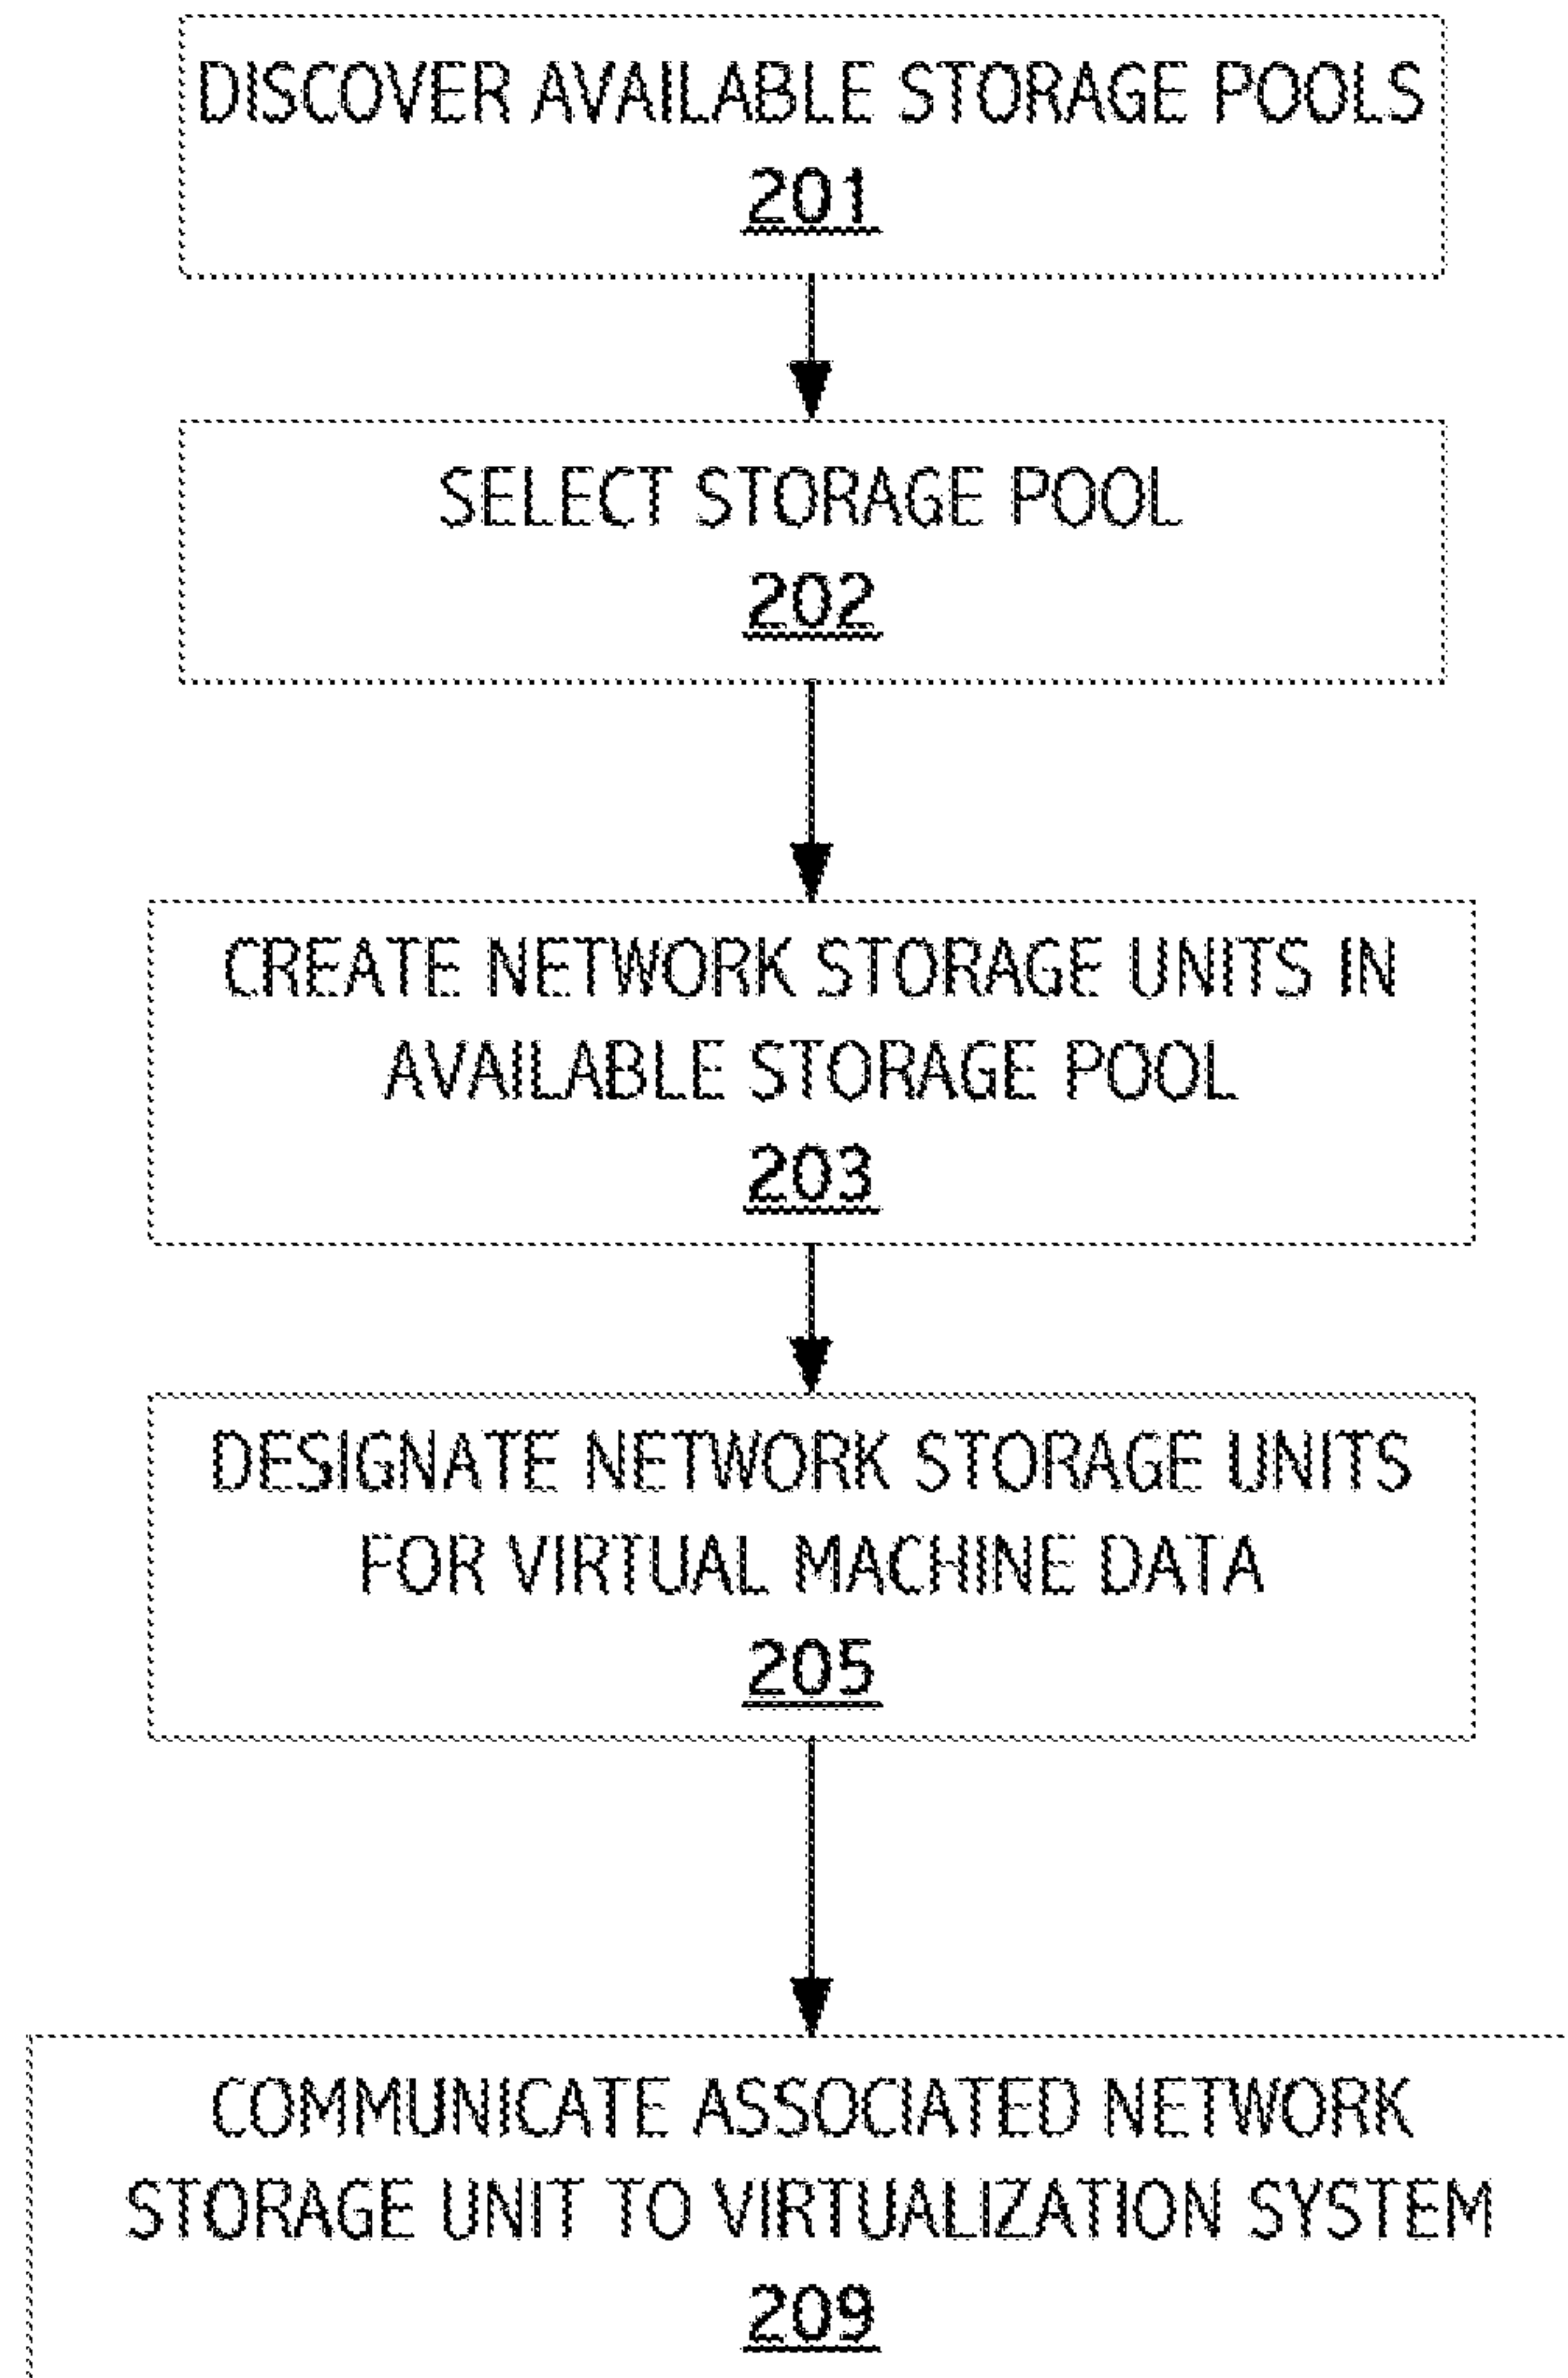 DISCOVER AVAILABLE STORAGE POOLS
201
SELECT STORAGE POOL
202
CREATE NETWORK STORAGE UNITS IN
AVAILABLE STORAGE POOL
203
DESIGNATE NETWORK STORAGE UNITS
FOR VIRTUAL MACHINE DATA
205
COMMUNICATE ASSOCIATED NETWORK
STORAGE UNIT TO VIRTUALIZATION SYSTEM
209